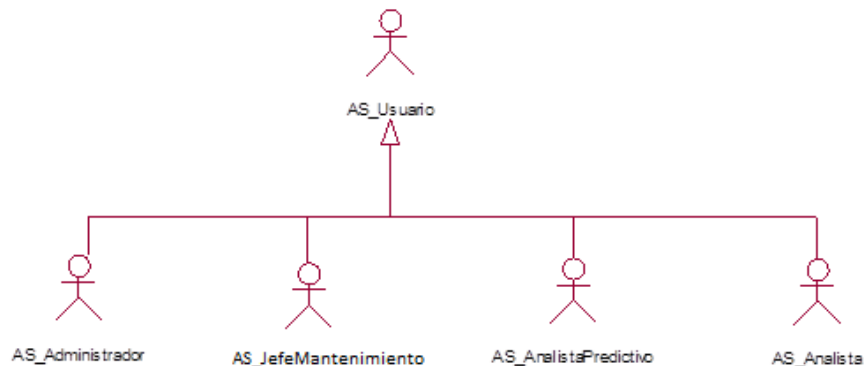 AS_Usuario
AS_Administrador
AS_JefeMantenimiento
AS_AnalistaPredictivo
AS_Analista